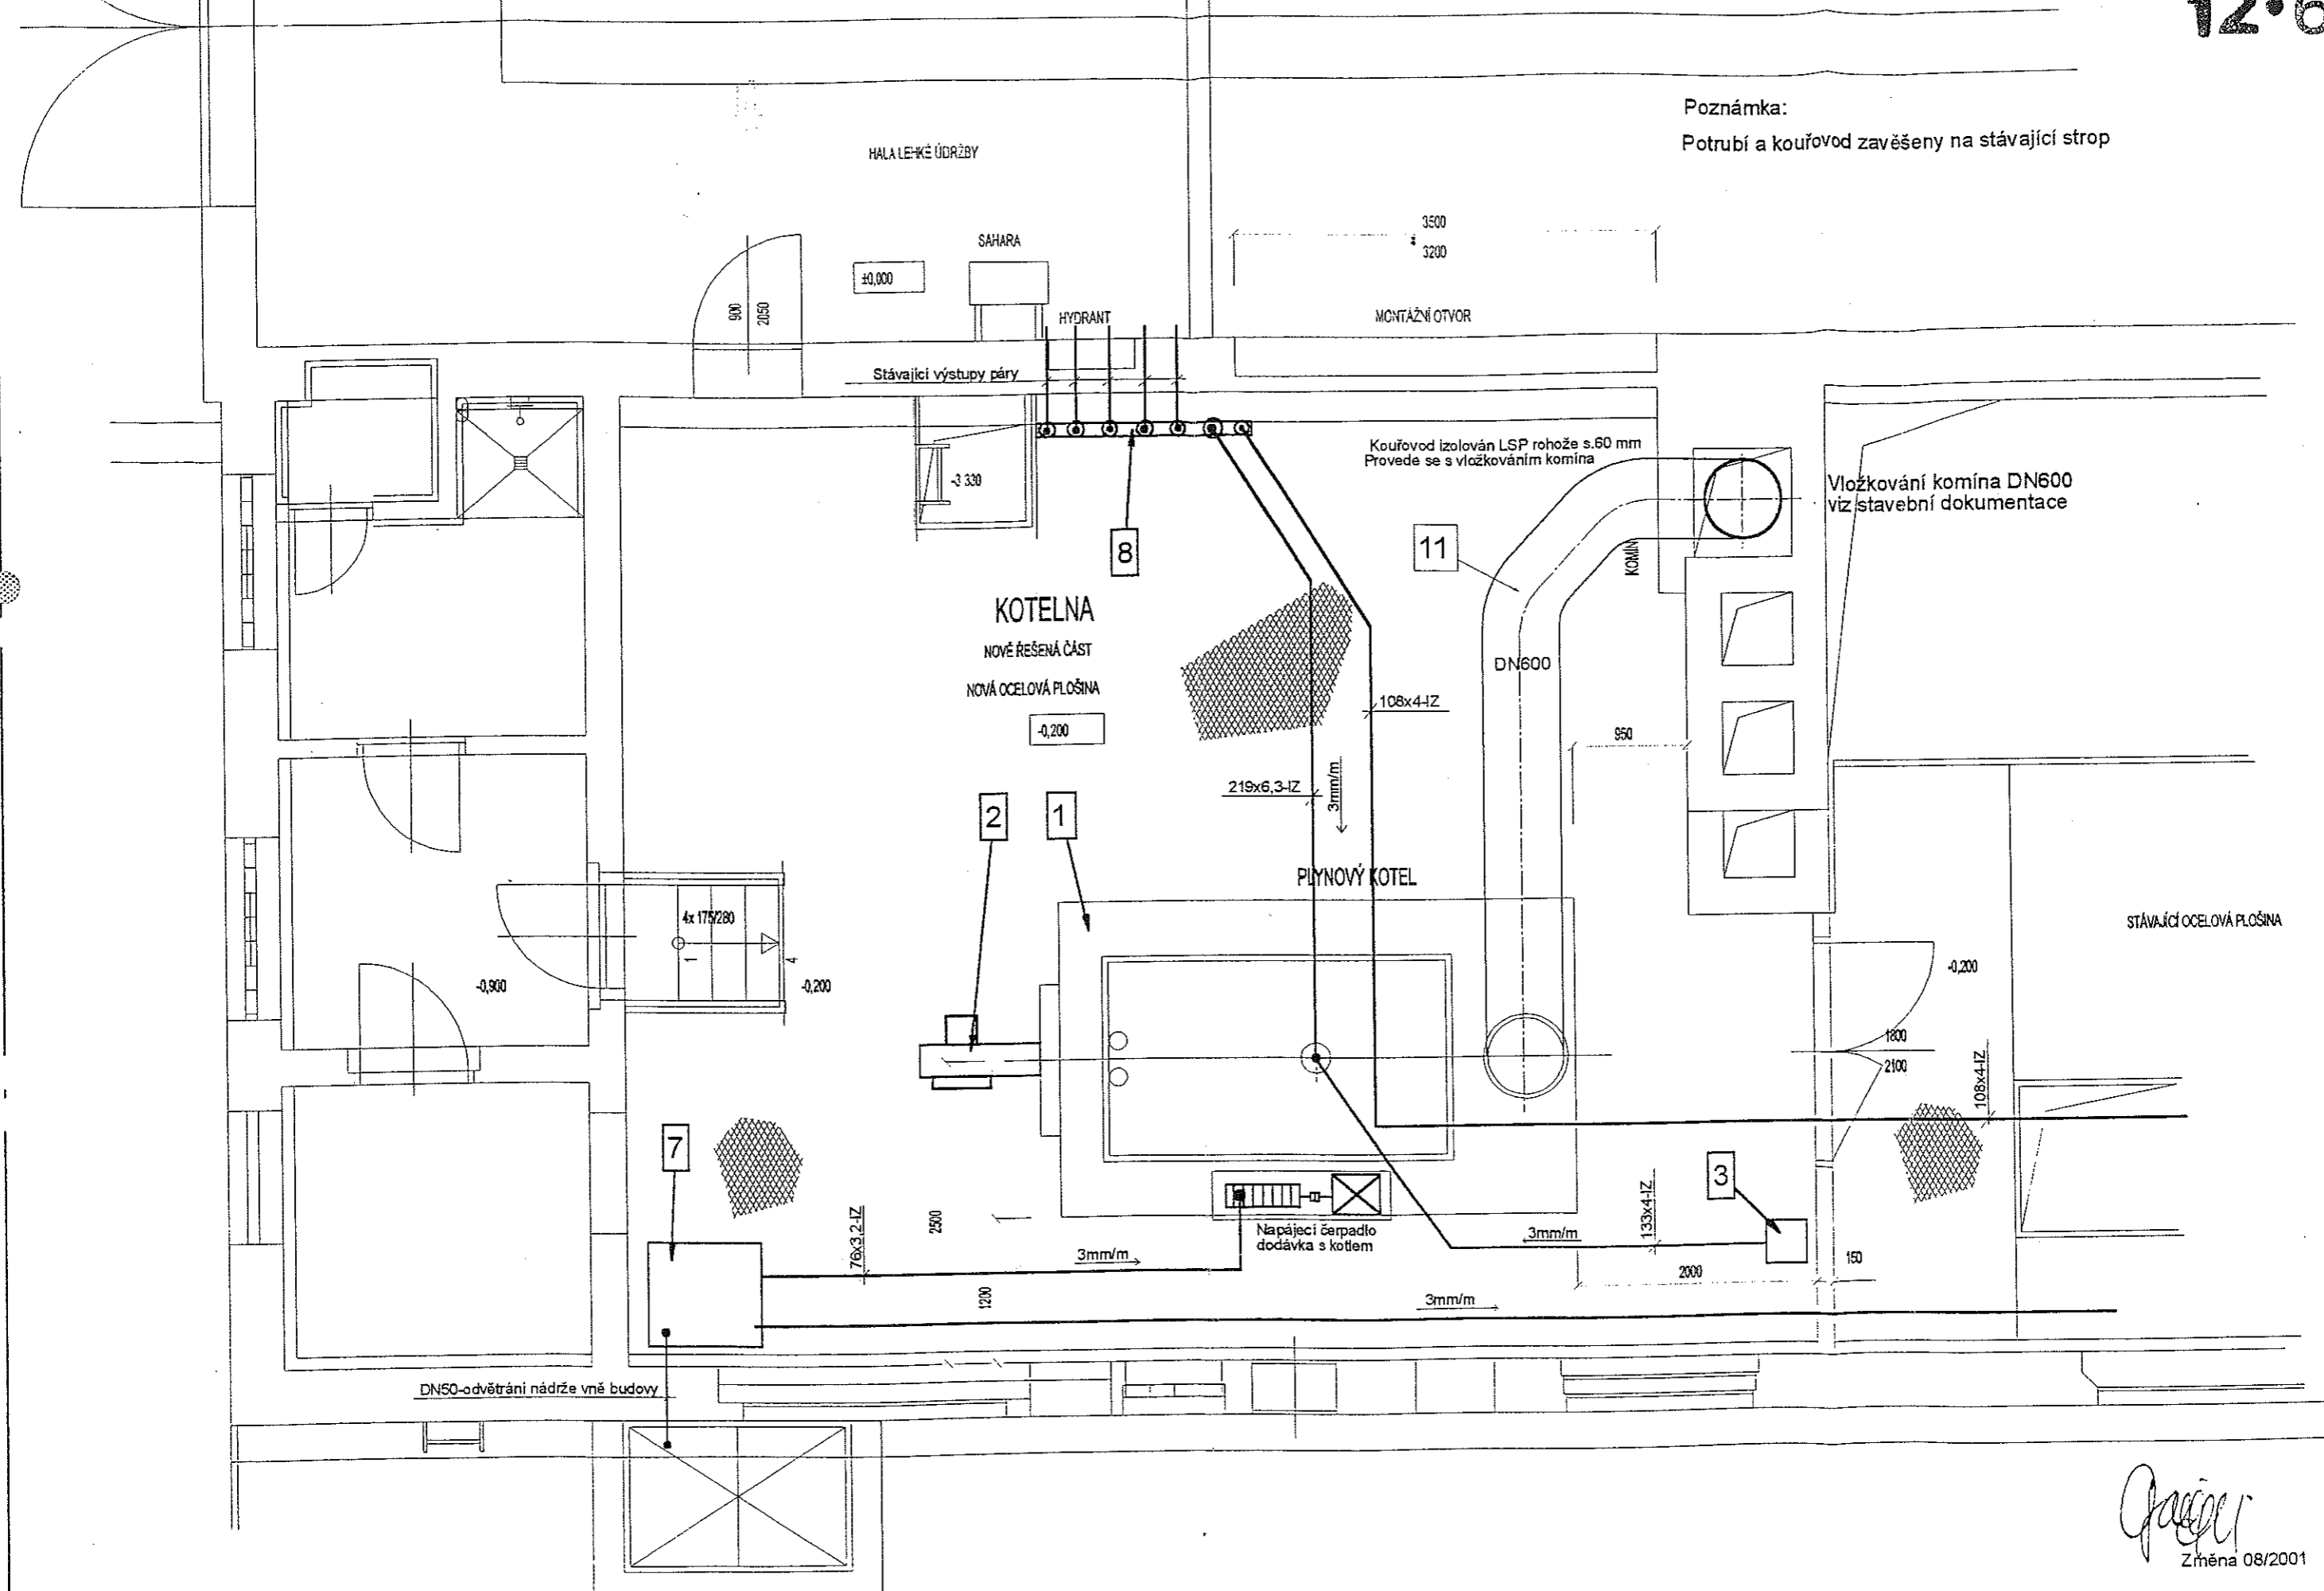 12•6
Poznámka:
Potrubí a kouřovod zavěšeny na stávající strop
HALA LEHKÉ ÚDRŽBY
3500
3200
SAHARA
±0,000
900
2050
HYDRANT
MONTÁŽNÍ OTVOR
Stávající výstupy páry
Kouřovod izolován LSP rohože s.60 mm
Provede se s vložkováním komína
-3 330
Vložkování komína DN600
viz stavební dokumentace
8
11
KOMÍN
KOTELNA
NOVĚ ŘEŠENÁ ČÁST
DN600
NOVÁ OCELOVÁ PLOŠINA
108x4-IZ
-0,200
950
219x6,3-IZ
3mm/m
2
1
PLYNOVÝ KOTEL
4x 175/280
STÁVAJÍCÍ OCELOVÁ PLOŠINA
1
4
-0,900
-0,200
-0,200
1800
2100
108x4-IZ
7
3
76x3,2-IZ
2500
Napájecí čerpadlo
dodávka s kotlem
133x4-IZ
3mm/m
3mm/m
2000
150
1200
3mm/m
DN50-odvětrání nádrže vně budovy
Změna 08/2001